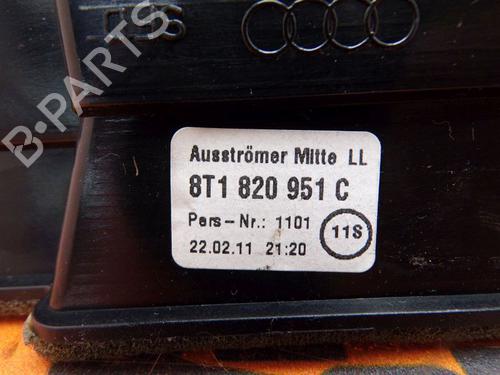 B-PARTS
Ausströmer Mitte LL
8T1 820 951 C
Pers-Nr.: 1101
11S
22.02.11 21:20